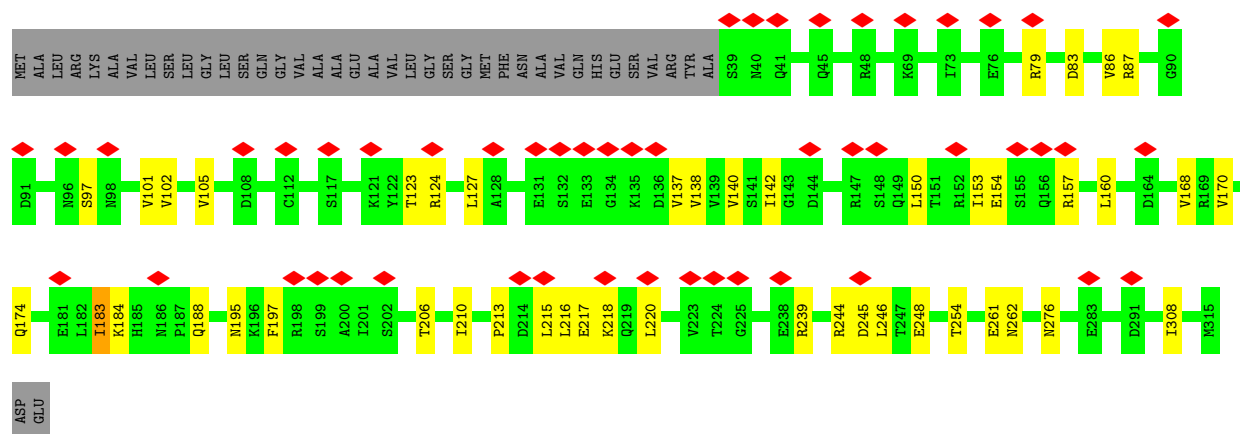 MET ALA LEU ARG LYS ALA VAL LEU SER LEU GLY LEU SER GLN GLY VAL ALA ALA GLU ALA VAL LEU GLY SER GLY MET PHE ASN ALA VAL GLN HIS GLU SER VAL ARG TYR ALA S39 N40 Q41 Q45 R48 K69 I73 E76 R79 D83 V86 R87 G90
D91 N96 S97 N98 V101 V102 V105 D108 C112 S117 K121 Y122 T123 R124 L127 A128 E131 S132 E133 G134 K135 D136 V137 V138 V139 V140 S141 I142 G143 D144 R147 S148 Q149 L150 T151 R152 I153 E154 S155 Q156 R157 L160 D164 V168 R169 V170
Q174 E181 L182 I183 K184 H185 N186 P187 Q188 N195 K196 F197 R198 S199 A200 I201 S202 T206 I210 P213 D214 L215 L216 E217 K218 Q219 L220 V223 T224 G225 E238 R239 R244 D245 L246 T247 E248 T254 E261 N262 N276 E283 D291 I308 M315
ASP GLU